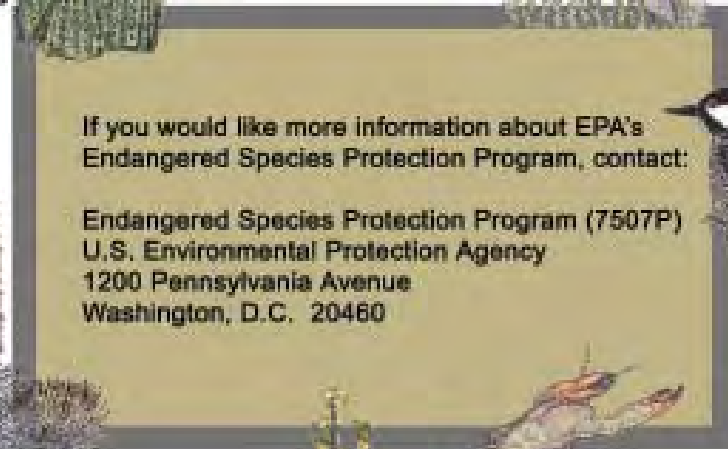 If you would like more information about EPA's
Endangered Species Protection Program, contact:
Endangered Species Protection Program (7507P)
U.S. Environmental Protection Agency
1200 Pennsylvania Avenue
Washington, D.C. 20460